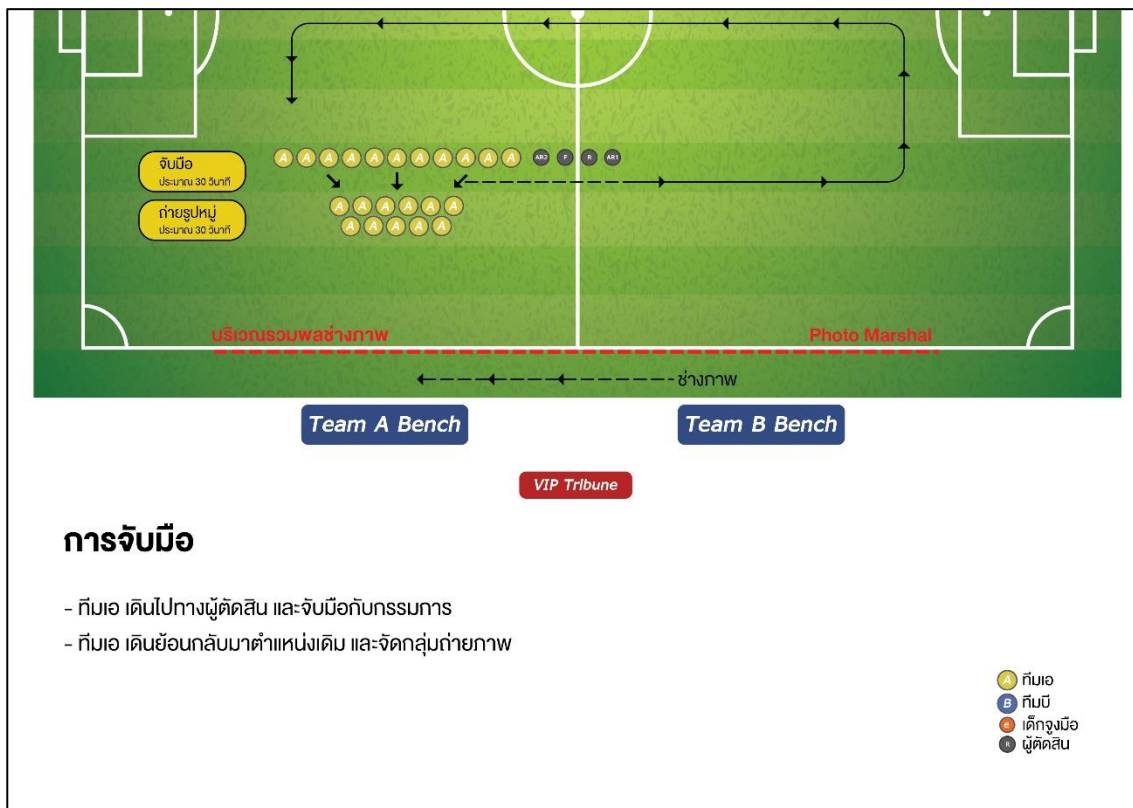 จับมือ
ประมาณ 30 วินาที
A A A A A A A A A A A AR2 F R AR1
ถ่ายรูปหมู่
ประมาณ 30 วินาที
A A A A A A
A A A A A
บริเวณรวมพลช่างภาพ Photo Marshal
ช่างภาพ
Team A Bench Team B Bench
VIP Tribune
การจับมือ
- ทีมเอ เดินไปทางผู้ตัดสิน และจับมือกับกรรมการ
- ทีมเอ เดินย้อนกลับมาตำแหน่งเดิม และจัดกลุ่มถ่ายภาพ
A ทีมเอ
B ทีมบี
e เด็กจูงมือ
R ผู้ตัดสิน